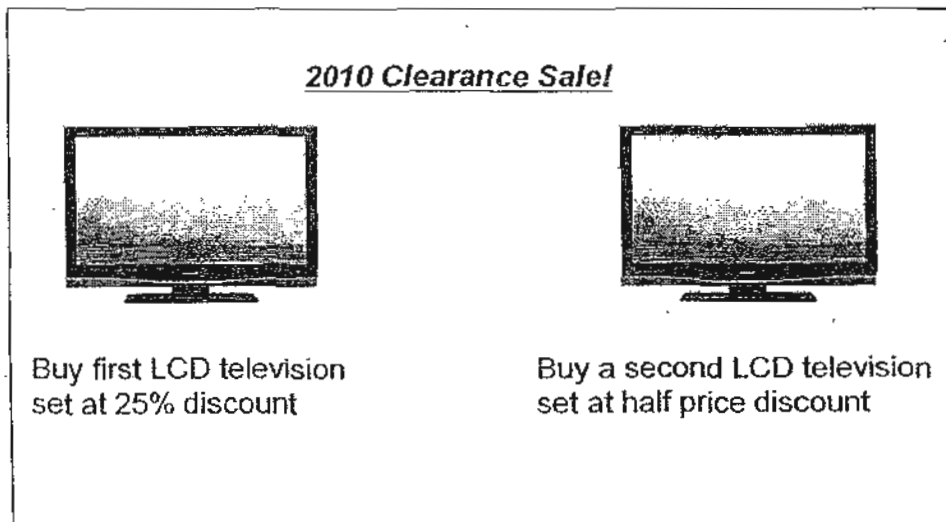 2010 Clearance Sale!
Buy first LCD television
set at 25% discount
Buy a second LCD television
set at half price discount